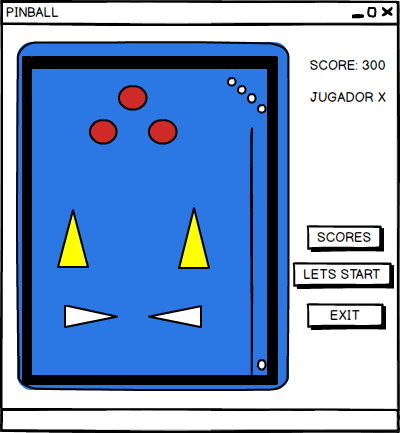 PINBALL
SCORE: 300
JUGADOR X
SCORES
LETS START
EXIT